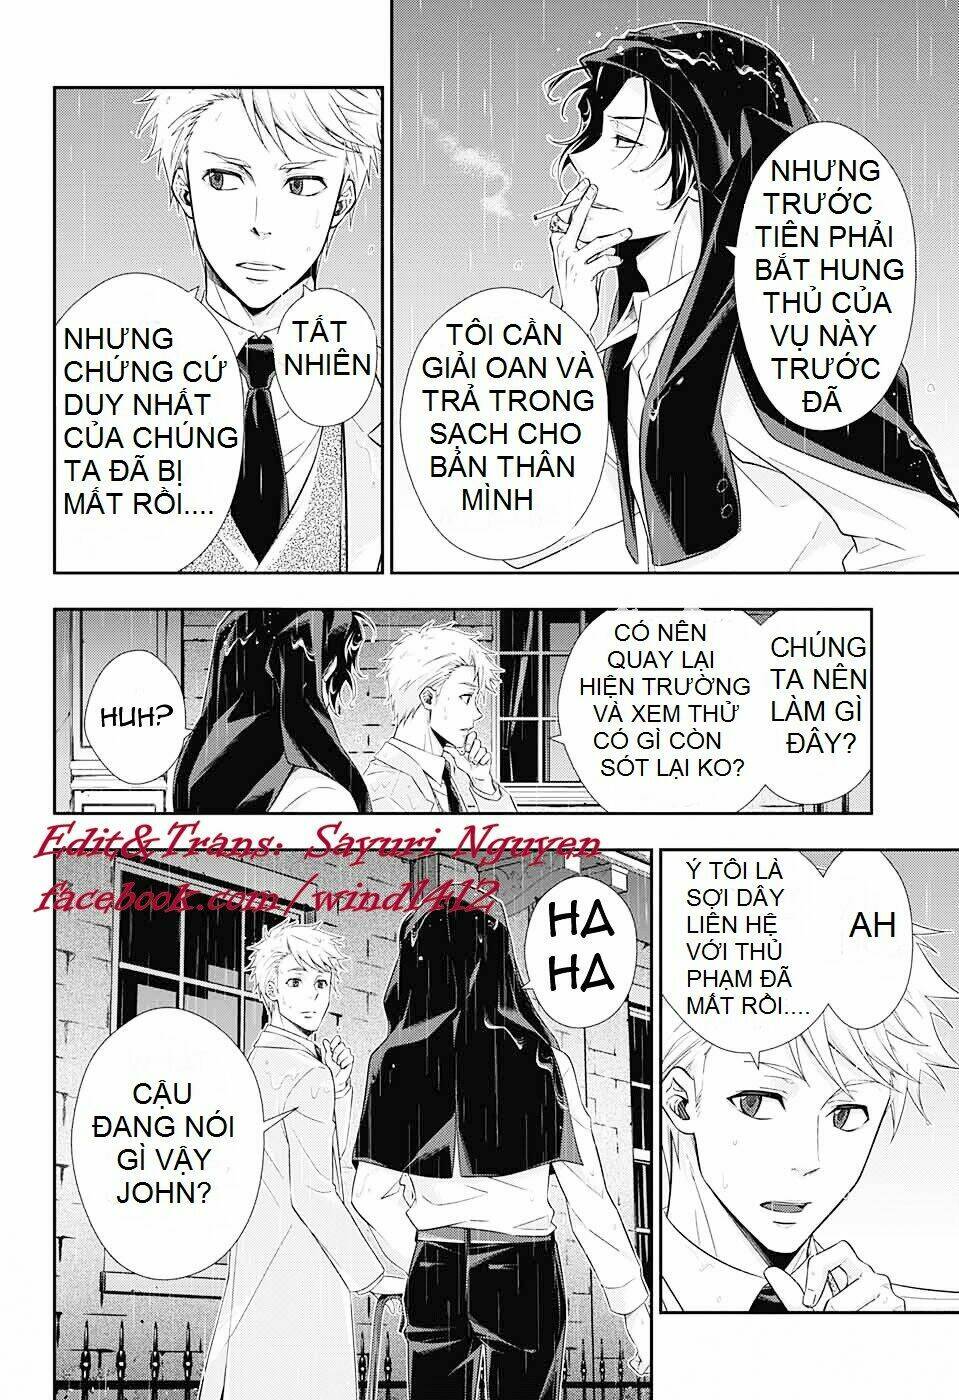 NHƯNG
TRƯỚC
TIÊN PHẢI
BẮT HUNG
THỦ CỦA
VỤ NÀY
TRƯỚC
ĐÃ
TÔI CẦN
GIẢI OAN VÀ
TRẢ TRONG
SẠCH CHO
BẢN THÂN
MÌNH
TẤT
NHIÊN
NHƯNG
CHỨNG CỨ
DUY NHẤT
CỦA CHÚNG
TA ĐÃ BỊ
MẤT RỒI....
CHÚNG
TA NÊN
LÀM GÌ
ĐÂY?
CÓ NÊN
QUAY LẠI
HIỆN TRƯỜNG
VÀ XEM THỬ
CÓ GÌ CÒN
SÓT LẠI KO?
HUH?
Edit&Trans: Sayuri Nguyen
facebook.com/wind1412
AH
Ý TÔI LÀ
SỢI DÂY
LIÊN HỆ
VỚI THỦ
PHẠM ĐÃ
MẤT RỒI....
HA
HA
CẬU
ĐANG NÓI
GÌ VẬY
JOHN?